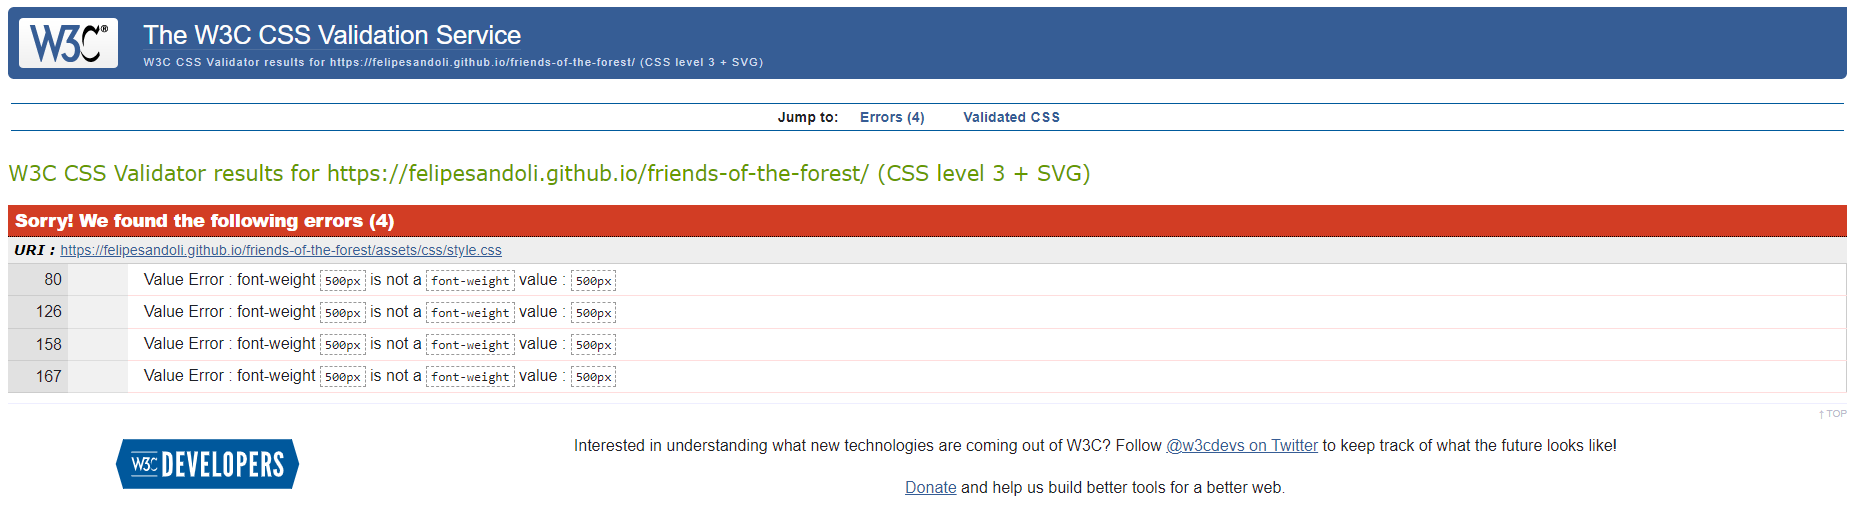 W3C®
The W3C CSS Validation Service
W3C CSS Validator results for https://felipesandoli.github.io/friends-of-the-forest/ (CSS level 3 + SVG)
Jump to: Errors (4) Validated CSS
W3C CSS Validator results for https://felipesandoli.github.io/friends-of-the-forest/ (CSS level 3 + SVG)
Sorry! We found the following errors (4)
URI : https://felipesandoli.github.io/friends-of-the-forest/assets/css/style.css
80 Value Error : font-weight 500px is not a font-weight value : 500px
126 Value Error : font-weight 500px is not a font-weight value : 500px
158 Value Error : font-weight 500px is not a font-weight value : 500px
167 Value Error : font-weight 500px is not a font-weight value : 500px
↑ TOP
W3C DEVELOPERS
Interested in understanding what new technologies are coming out of W3C? Follow @w3cdevs on Twitter to keep track of what the future looks like!
Donate and help us build better tools for a better web.